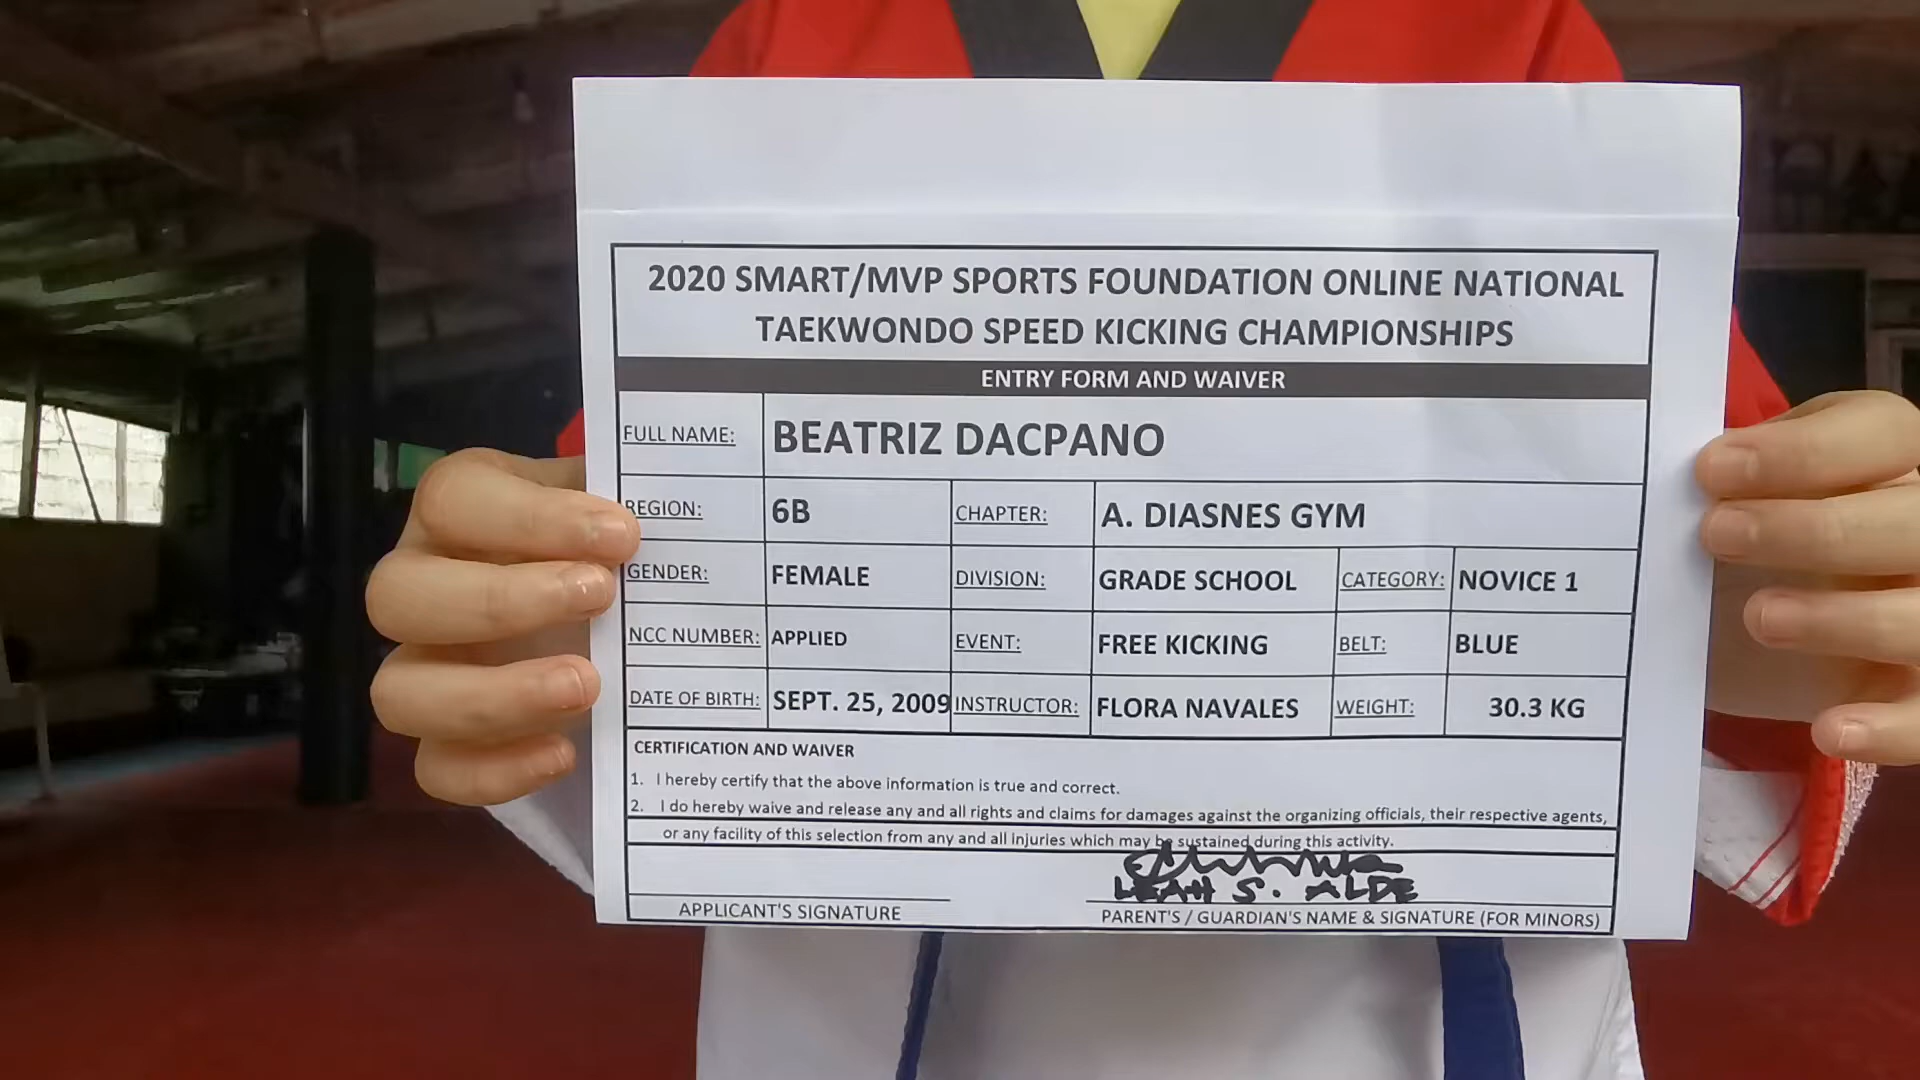 2020 SMART/MVP SPORTS FOUNDATION ONLINE NATIONAL
TAEKWONDO SPEED KICKING CHAMPIONSHIPS
ENTRY FORM AND WAIVER
FULL NAME: BEATRIZ DACPANO
REGION: 6B CHAPTER: A. DIASNES GYM
GENDER: FEMALE DIVISION: GRADE SCHOOL CATEGORY: NOVICE 1
NCC NUMBER: APPLIED EVENT: FREE KICKING BELT: BLUE
DATE OF BIRTH: SEPT. 25, 2009 INSTRUCTOR: FLORA NAVALES WEIGHT: 30.3 KG
CERTIFICATION AND WAIVER
1. I hereby certify that the above information is true and correct.
2. I do hereby waive and release any and all rights and claims for damages against the organizing officials, their respective agents,
or any facility of this selection from any and all injuries which may be sustained during this activity.
LEAH S. ALDE
APPLICANT'S SIGNATURE PARENT'S / GUARDIAN'S NAME & SIGNATURE (FOR MINORS)